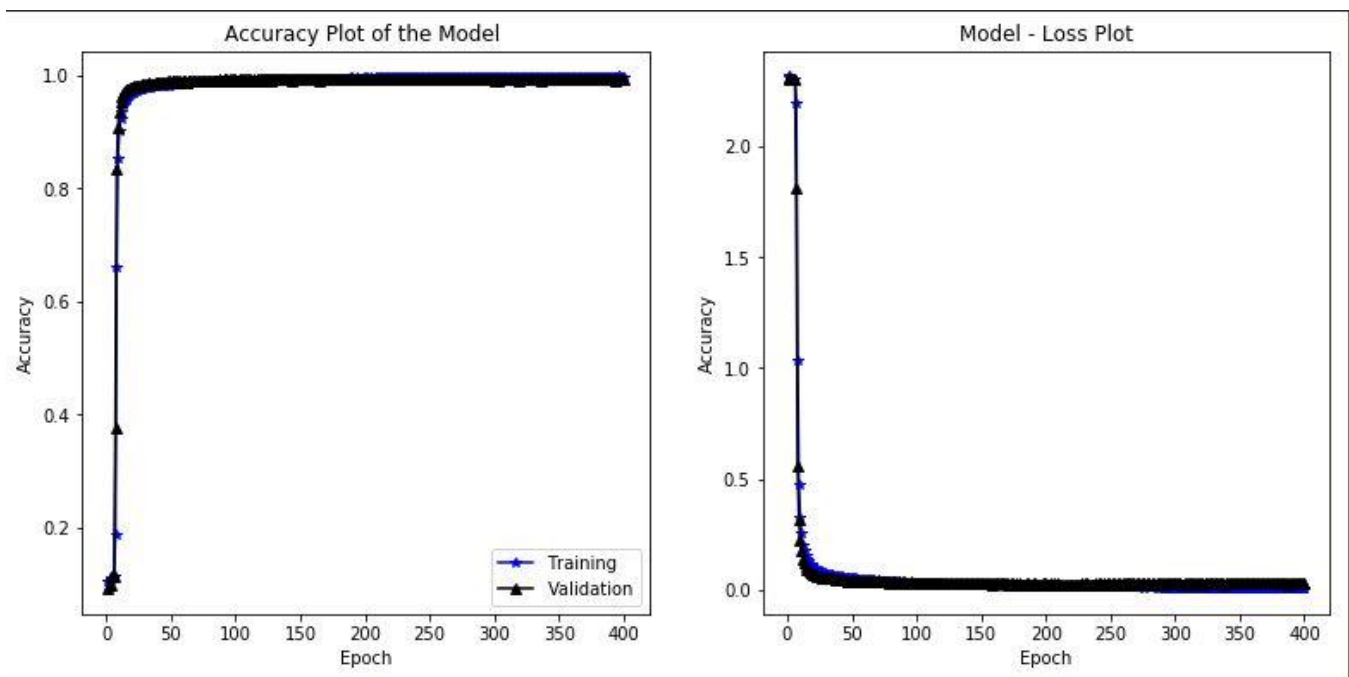 Accuracy Plot of the Model
1.0
0.8
0.6
0.4
0.2
Accuracy
Training
Validation
0 50 100 150 200 250 300 350 400
Epoch
Model - Loss Plot
2.0
1.5
1.0
0.5
0.0
Accuracy
0 50 100 150 200 250 300 350 400
Epoch